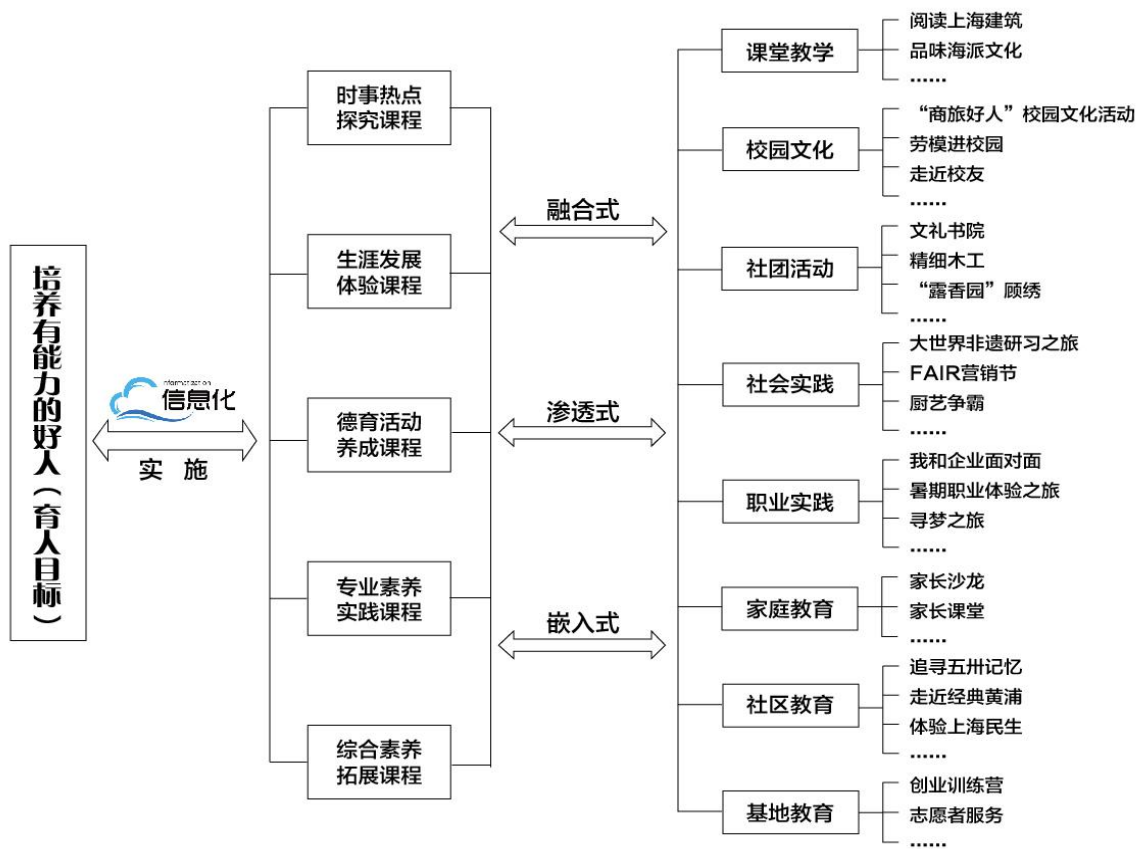 培养有能力的好人（育人目标）
Informatization
信息化
实 施
时事热点
探究课程
生涯发展
体验课程
德育活动
养成课程
专业素养
实践课程
综合素养
拓展课程
融合式
渗透式
嵌入式
课堂教学
阅读上海建筑
品味海派文化
……
校园文化
“商旅好人”校园文化活动
劳模进校园
走近校友
……
社团活动
文礼书院
精细木工
“露香园”顾绣
……
社会实践
大世界非遗研习之旅
FAIR营销节
厨艺争霸
……
职业实践
我和企业面对面
暑期职业体验之旅
寻梦之旅
……
家庭教育
家长沙龙
家长课堂
……
社区教育
追寻五卅记忆
走近经典黄浦
体验上海民生
……
基地教育
创业训练营
志愿者服务
……